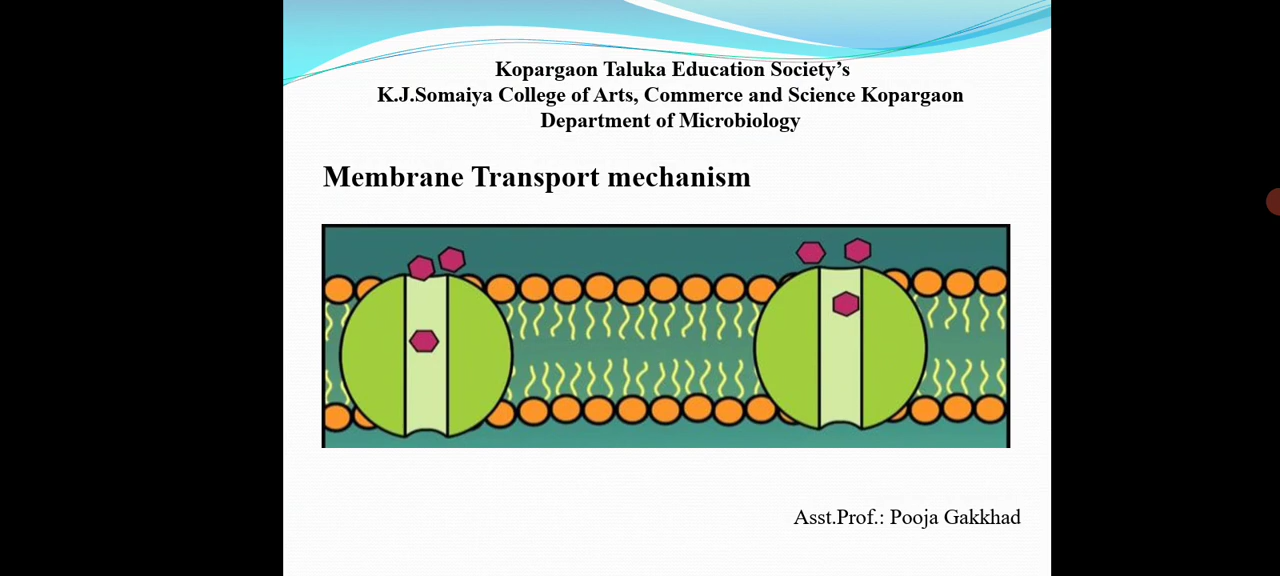 Kopargaon Taluka Education Society’s
K.J.Somaiya College of Arts, Commerce and Science Kopargaon
Department of Microbiology
Membrane Transport mechanism
Asst.Prof.: Pooja Gakkhad